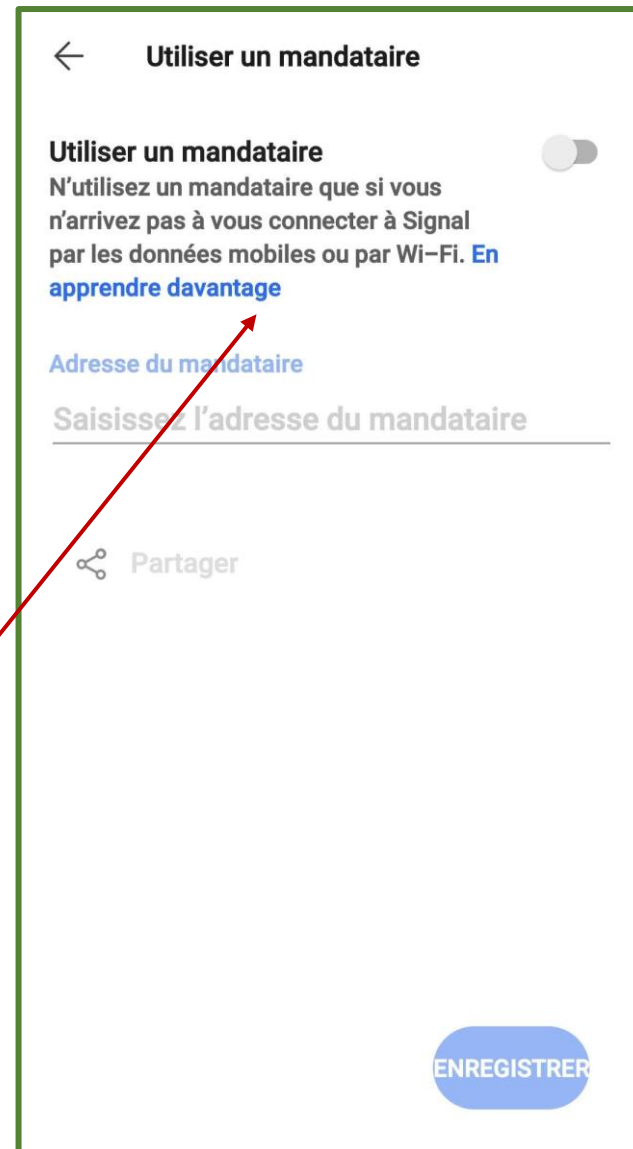 Utiliser un mandataire
Utiliser un mandataire
N’utilisez un mandataire que si vous
n’arrivez pas à vous connecter à Signal
par les données mobiles ou par Wi–Fi. En
apprendre davantage
Adresse du mandataire
Saisissez l’adresse du mandataire
Partager
ENREGISTRER